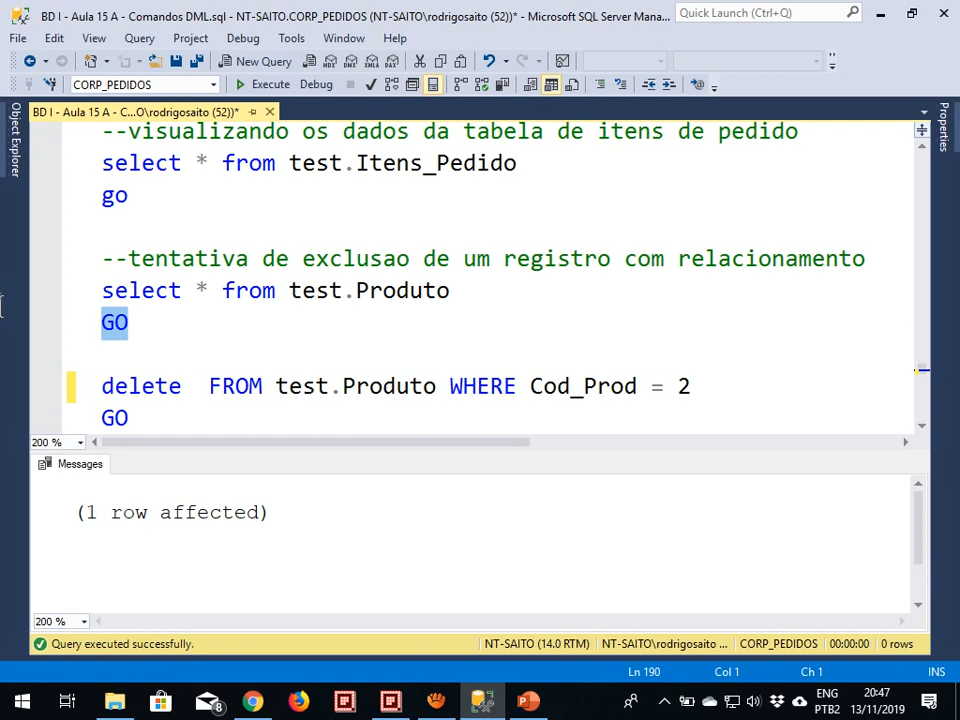 BD I - Aula 15 A - Comandos DML.sql - NT-SAITO.CORP_PEDIDOS (NT-SAITO\rodrigosaito (52))* - Microsoft SQL Server Mana...
Quick Launch (Ctrl+Q)
File Edit View Query Project Debug Tools Window Help
New Query
CORP_PEDIDOS Execute Debug
BD I - Aula 15 A - C...O\rodrigosaito (52))*
Object Explorer
Properties
--visualizando os dados da tabela de itens de pedido
select * from test.Itens_Pedido
go
--tentativa de exclusao de um registro com relacionamento
select * from test.Produto
GO
delete  FROM test.Produto WHERE Cod_Prod = 2
GO
200 %
Messages
(1 row affected)
200 %
Query executed successfully. NT-SAITO (14.0 RTM) NT-SAITO\rodrigosaito ... CORP_PEDIDOS 00:00:00 0 rows
Ln 190 Col 1 Ch 1 INS
8
ENG
PTB2
20:47
13/11/2019